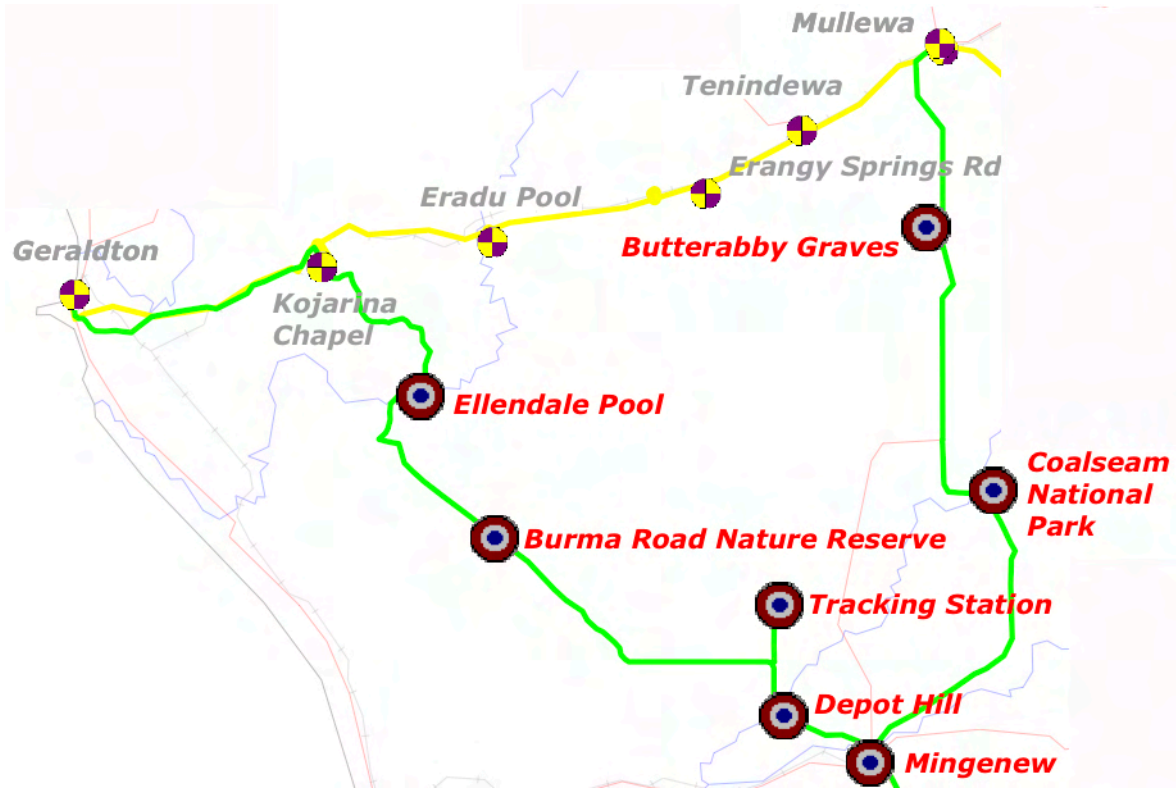 Mullewa
Tenindewa
Erangy Springs Rd
Eradu Pool
Butterabby Graves
Geraldton
Kojarina
Chapel
Ellendale Pool
Coalseam
National
Park
Burma Road Nature Reserve
Tracking Station
Depot Hill
Mingenew